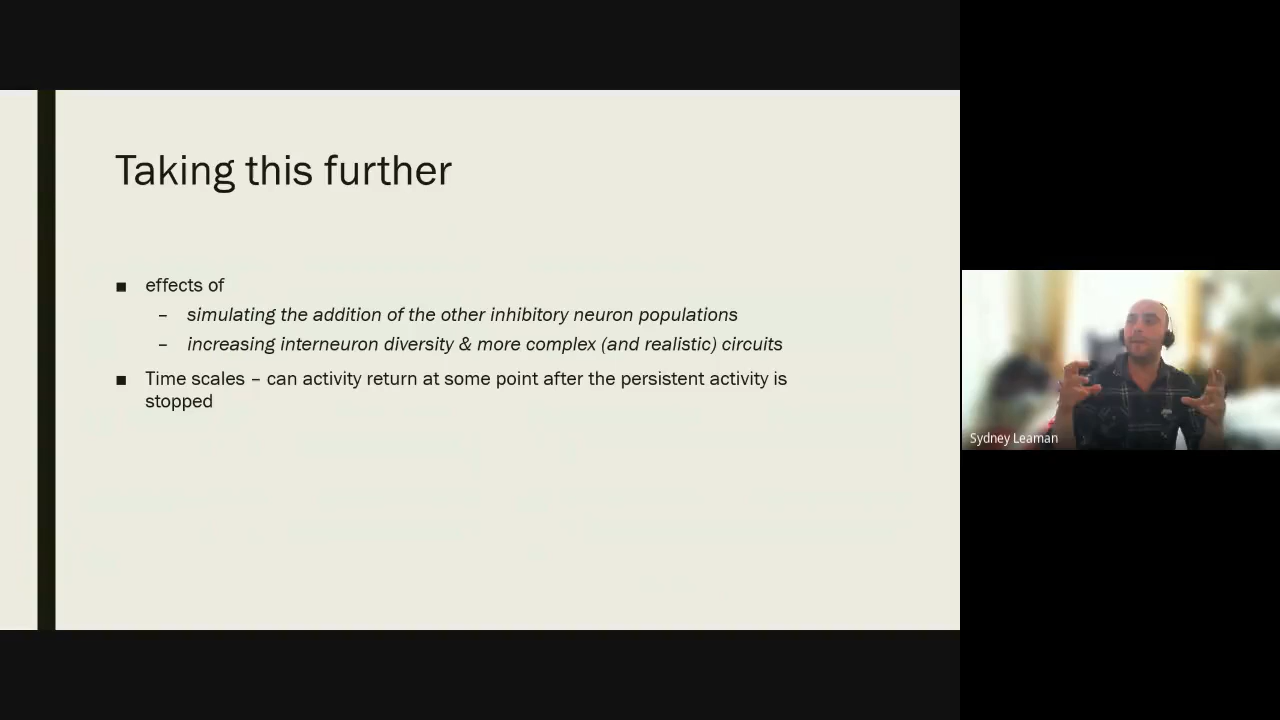 Taking this further
■ effects of
– simulating the addition of the other inhibitory neuron populations
– increasing interneuron diversity & more complex (and realistic) circuits
■ Time scales – can activity return at some point after the persistent activity is
stopped
Sydney Leaman